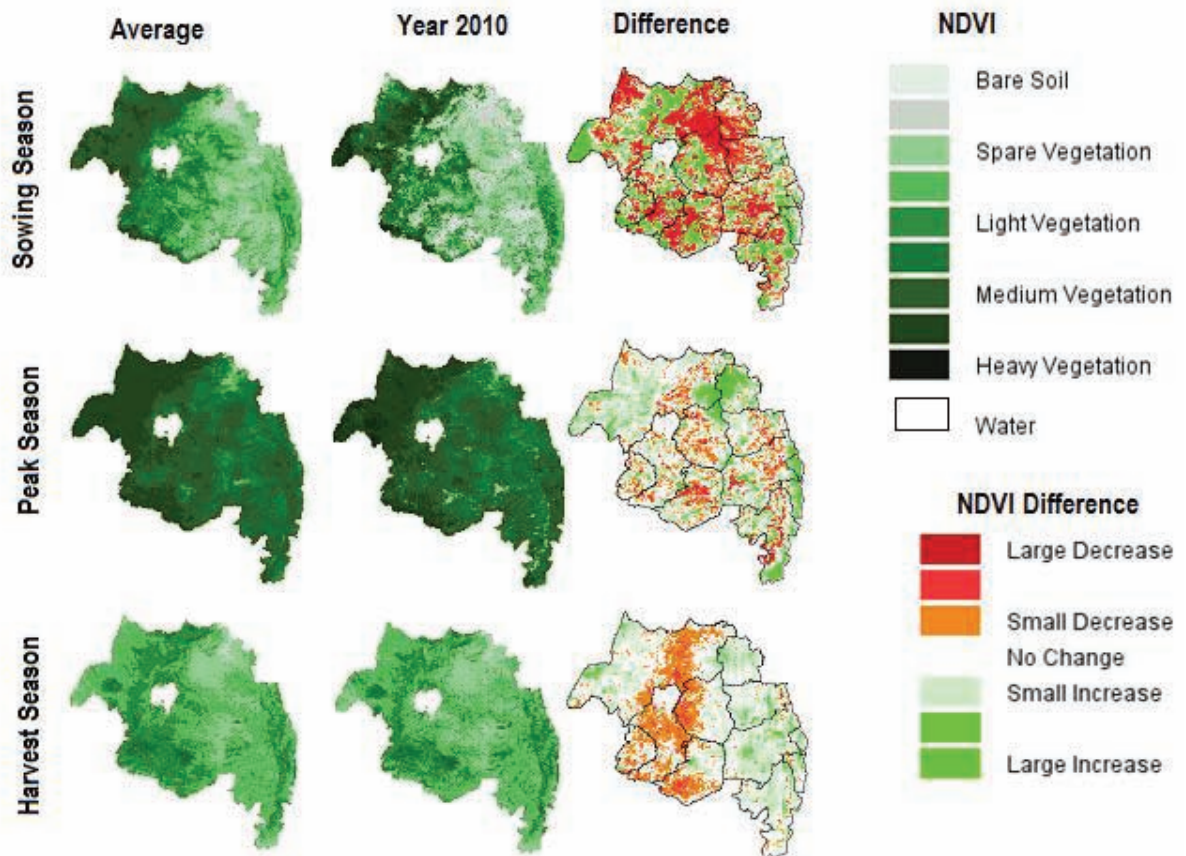 Average
Year 2010
Difference
NDVI
Sowing Season
Peak Season
Harvest Season
Bare Soil
Spare Vegetation
Light Vegetation
Medium Vegetation
Heavy Vegetation
Water
NDVI Difference
Large Decrease
Small Decrease
No Change
Small Increase
Large Increase